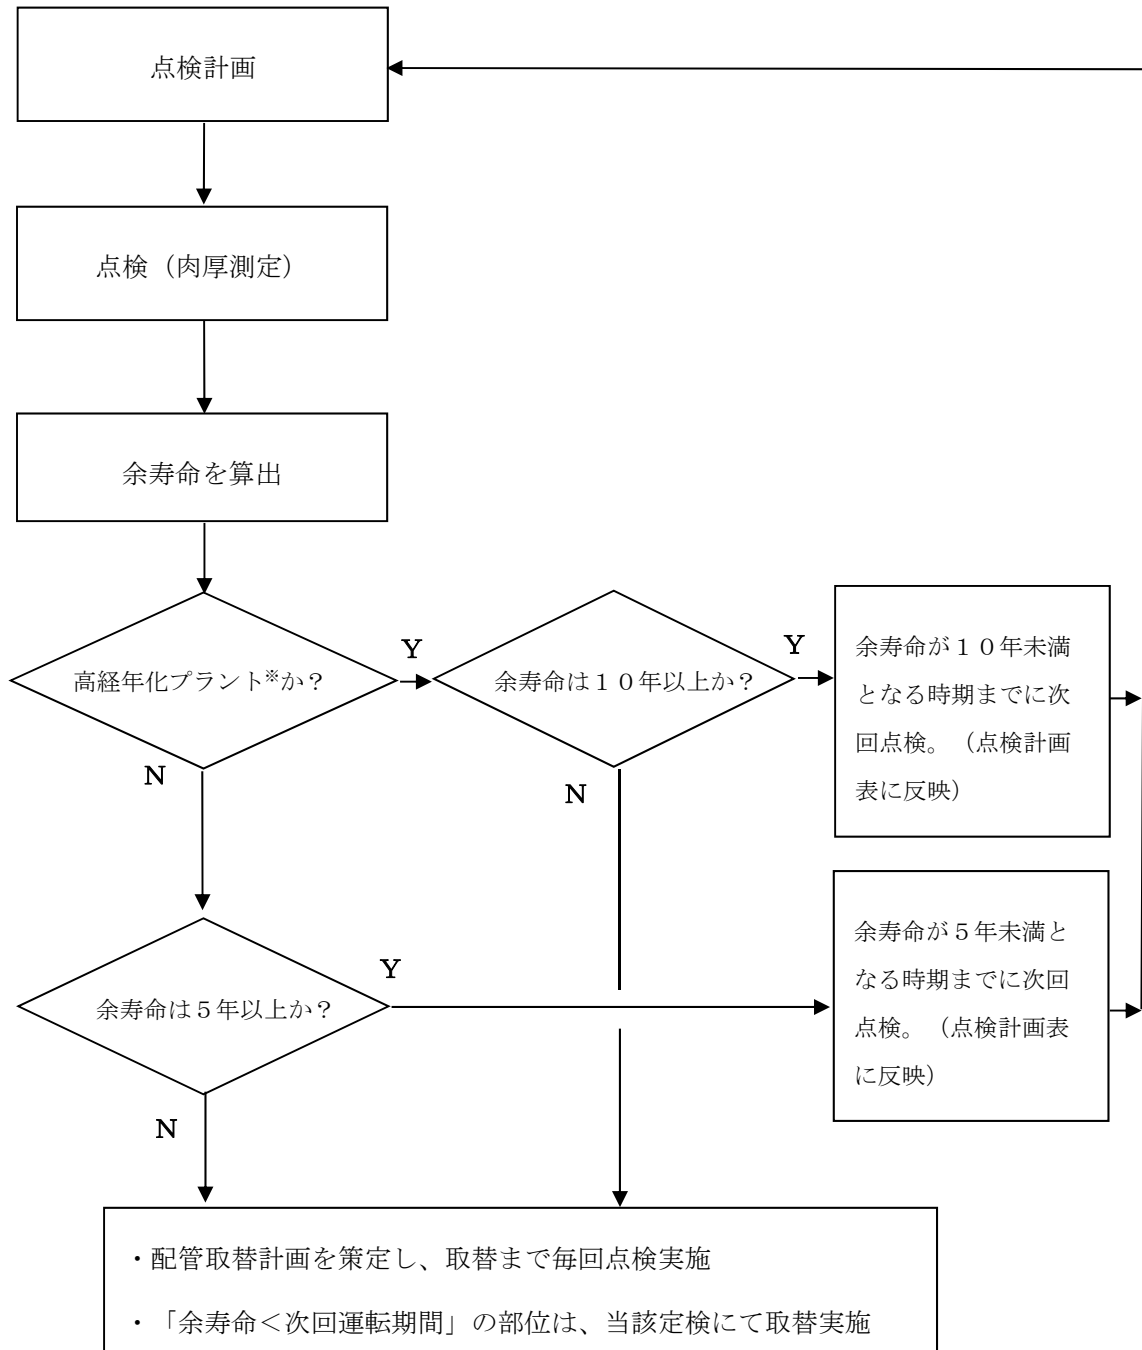 点検計画
点検（肉厚測定）
余寿命を算出
高経年化プラント※か？
Y
余寿命は１０年以上か？
Y
余寿命が１０年未満
となる時期までに次
回点検。（点検計画
表に反映）
N
N
余寿命は５年以上か？
Y
余寿命が５年未満と
なる時期までに次回
点検。（点検計画表
に反映）
N
・配管取替計画を策定し、取替まで毎回点検実施
・「余寿命＜次回運転期間」の部位は、当該定検にて取替実施